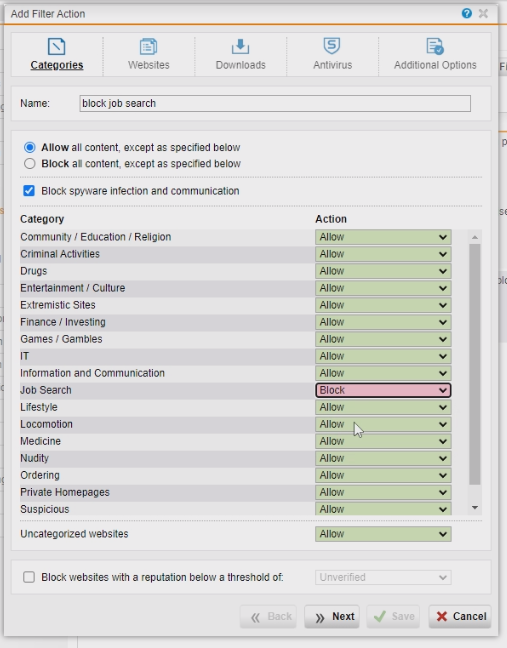 Add Filter Action
Categories
Websites
Downloads
Antivirus
Additional Options
Name: block job search
Allow all content, except as specified below
Block all content, except as specified below
Block spyware infection and communication
Category Action
Community / Education / Religion Allow
Criminal Activities Allow
Drugs Allow
Entertainment / Culture Allow
Extremistic Sites Allow
Finance / Investing Allow
Games / Gambles Allow
IT Allow
Information and Communication Allow
Job Search Block
Lifestyle Allow
Locomotion Allow
Medicine Allow
Nudity Allow
Ordering Allow
Private Homepages Allow
Suspicious Allow
Uncategorized websites Allow
Block websites with a reputation below a threshold of: Unverified
Back Next Save Cancel